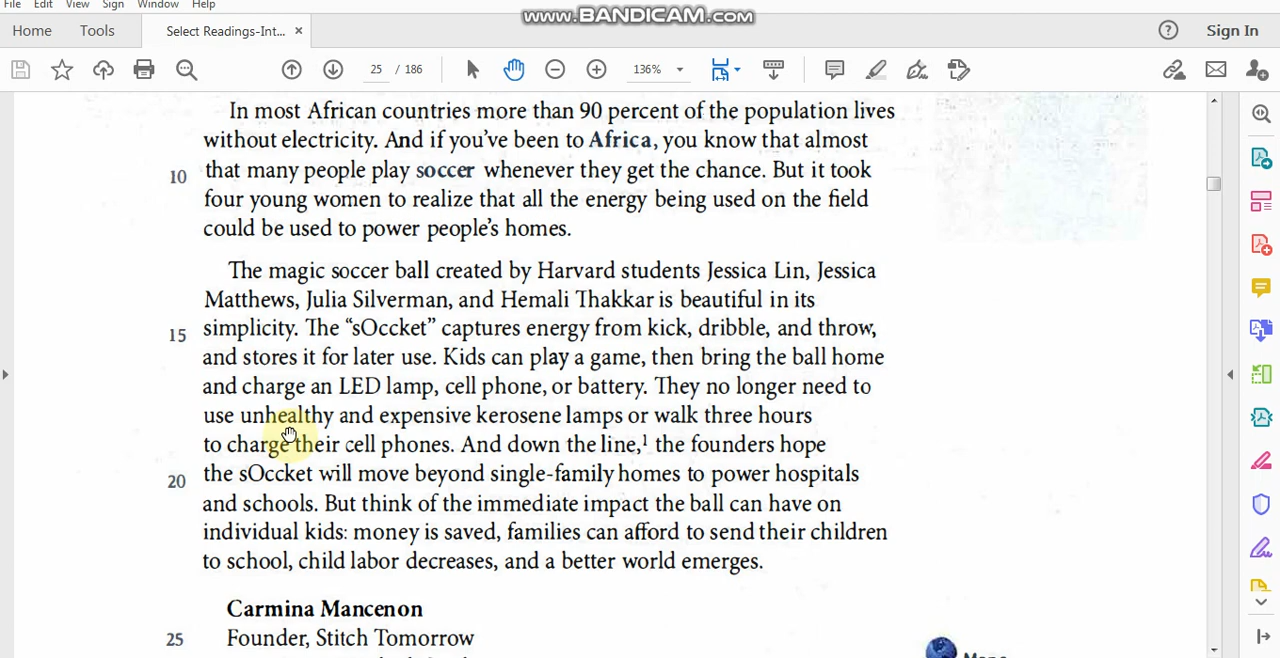 File Edit View Sign Window Help
www.BANDICAM.com
Home Tools Select Readings-Int... × Sign In
25 / 186 136%
In most African countries more than 90 percent of the population lives
without electricity. And if you've been to Africa, you know that almost
10 that many people play soccer whenever they get the chance. But it took
four young women to realize that all the energy being used on the field
could be used to power people's homes.
The magic soccer ball created by Harvard students Jessica Lin, Jessica
Matthews, Julia Silverman, and Hemali Thakkar is beautiful in its
15 simplicity. The “sOccket” captures energy from kick, dribble, and throw,
and stores it for later use. Kids can play a game, then bring the ball home
and charge an LED lamp, cell phone, or battery. They no longer need to
use unhealthy and expensive kerosene lamps or walk three hours
to charge their cell phones. And down the line,¹ the founders hope
20 the sOccket will move beyond single-family homes to power hospitals
and schools. But think of the immediate impact the ball can have on
individual kids: money is saved, families can afford to send their children
to school, child labor decreases, and a better world emerges.
Carmina Mancenon
25 Founder, Stitch Tomorrow